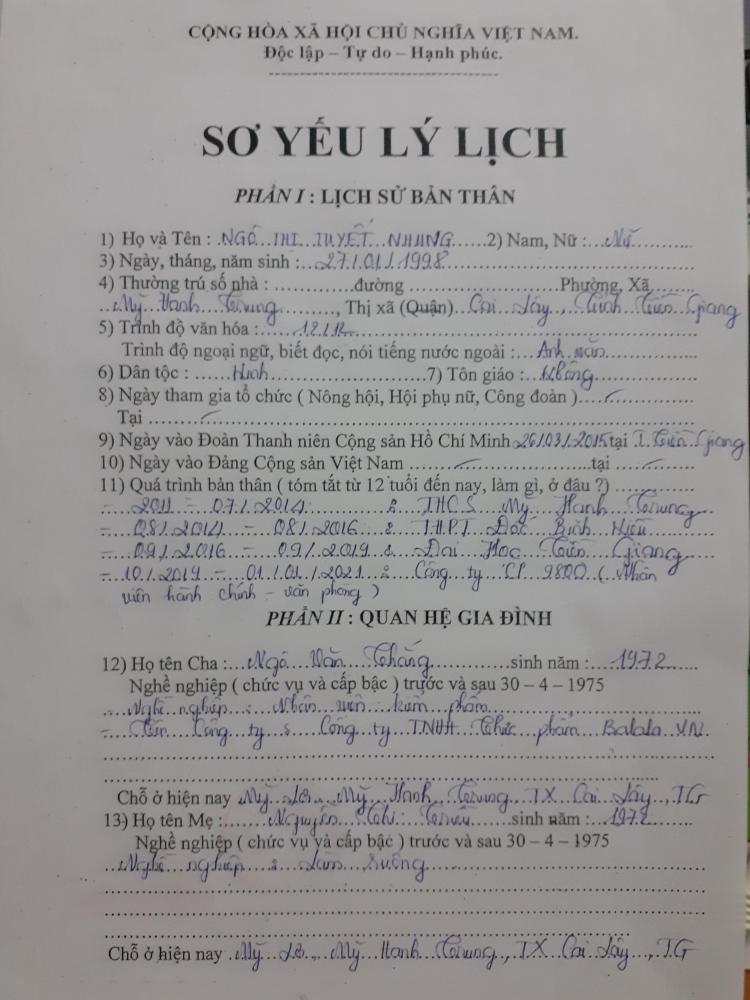 CỘNG HÒA XÃ HỘI CHỦ NGHĨA VIỆT NAM.
Độc lập – Tự do – Hạnh phúc.
SƠ YẾU LÝ LỊCH
PHẦN I : LỊCH SỬ BẢN THÂN
1) Họ và Tên : NGÔ THỊ TUYẾT NHUNG 2) Nam, Nữ : Nữ
3) Ngày, tháng, năm sinh : 27/01/1998
4) Thường trú số nhà : đường Phường, Xã
Mỹ Hạnh Trung, Thị xã (Quận) Cai Lậy, Tỉnh Tiền Giang
5) Trình độ văn hóa : 12/12
Trình độ ngoại ngữ, biết đọc, nói tiếng nước ngoài : Anh văn
6) Dân tộc : Kinh 7) Tôn giáo : Không
8) Ngày tham gia tổ chức ( Nông hội, Hội phụ nữ, Công đoàn )
Tại
9) Ngày vào Đoàn Thanh niên Cộng sản Hồ Chí Minh 26/03/2015 tại T. Tiền Giang
10) Ngày vào Đảng Cộng sản Việt Nam tại
11) Quá trình bản thân ( tóm tắt từ 12 tuổi đến nay, làm gì, ở đâu ?)
- 2011 - 07/2014 : THCS Mỹ Hạnh Trung
- 08/2014 - 08/2016 : THPT Đốc Binh Kiều
- 09/2016 - 09/2019 : Đại Học Tiền Giang
- 10/2019 - 01/01/2021 : Công ty CP 9800 ( Nhân
viên hành chính - văn phòng )
PHẦN II : QUAN HỆ GIA ĐÌNH
12) Họ tên Cha : Ngô Văn Thắng sinh năm : 1972
Nghề nghiệp ( chức vụ và cấp bậc ) trước và sau 30 – 4 – 1975
- Nghề nghiệp : Nhân viên kiểm phẩm
- Tên Công ty : Công ty TNHH Thực phẩm Balala VN.
Chỗ ở hiện nay Mỹ Lợi, Mỹ Hạnh Trung, TX Cai Lậy, TG
13) Họ tên Mẹ : Nguyễn Thị sinh năm : 1972
Nghề nghiệp ( chức vụ và cấp bậc ) trước và sau 30 – 4 – 1975
Nghề nghiệp : Làm ruộng
Chỗ ở hiện nay Mỹ Lợi, Mỹ Hạnh Trung, TX Cai Lậy, TG